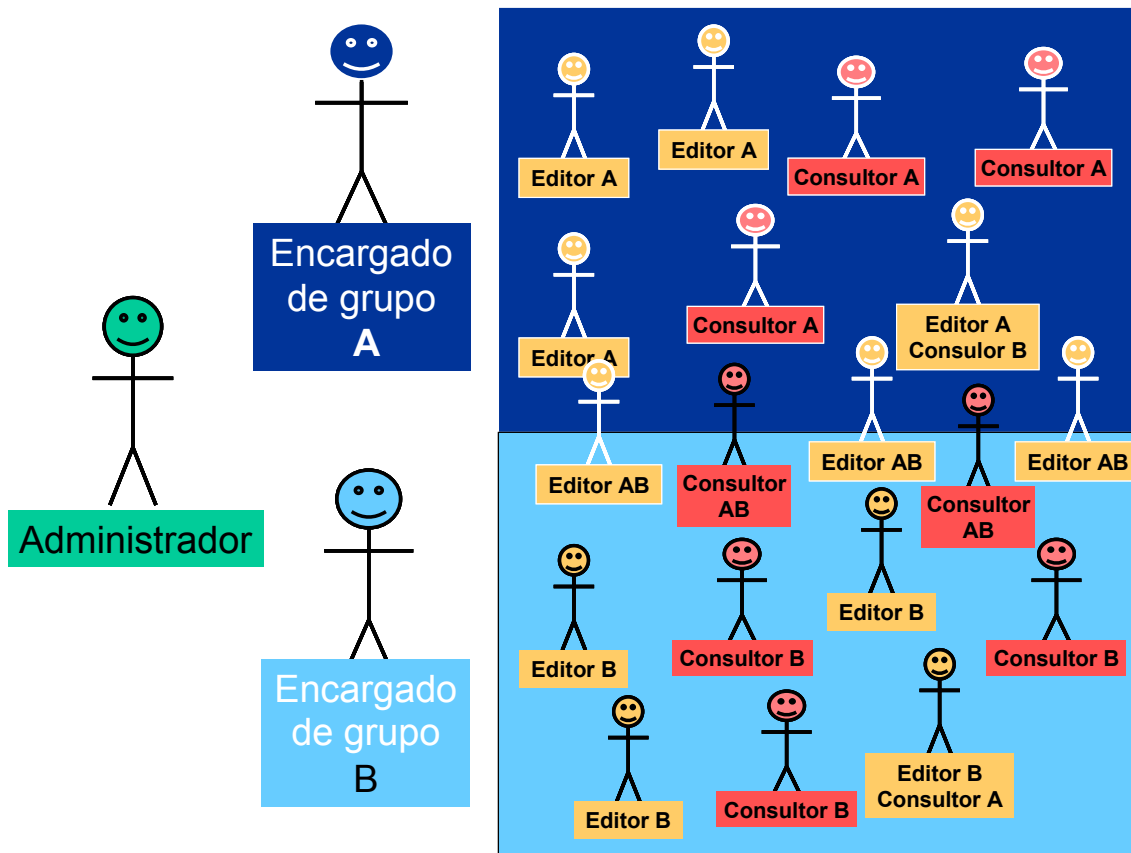 Encargado
de grupo
A
Administrador
Encargado
de grupo
B
Editor A
Editor A
Consultor A
Consultor A
Editor A
Consultor A
Editor A
Consulor B
Editor AB
Consultor
AB
Editor AB
Consultor
AB
Editor AB
Editor B
Consultor B
Editor B
Consultor B
Editor B
Consultor B
Editor B
Consultor A